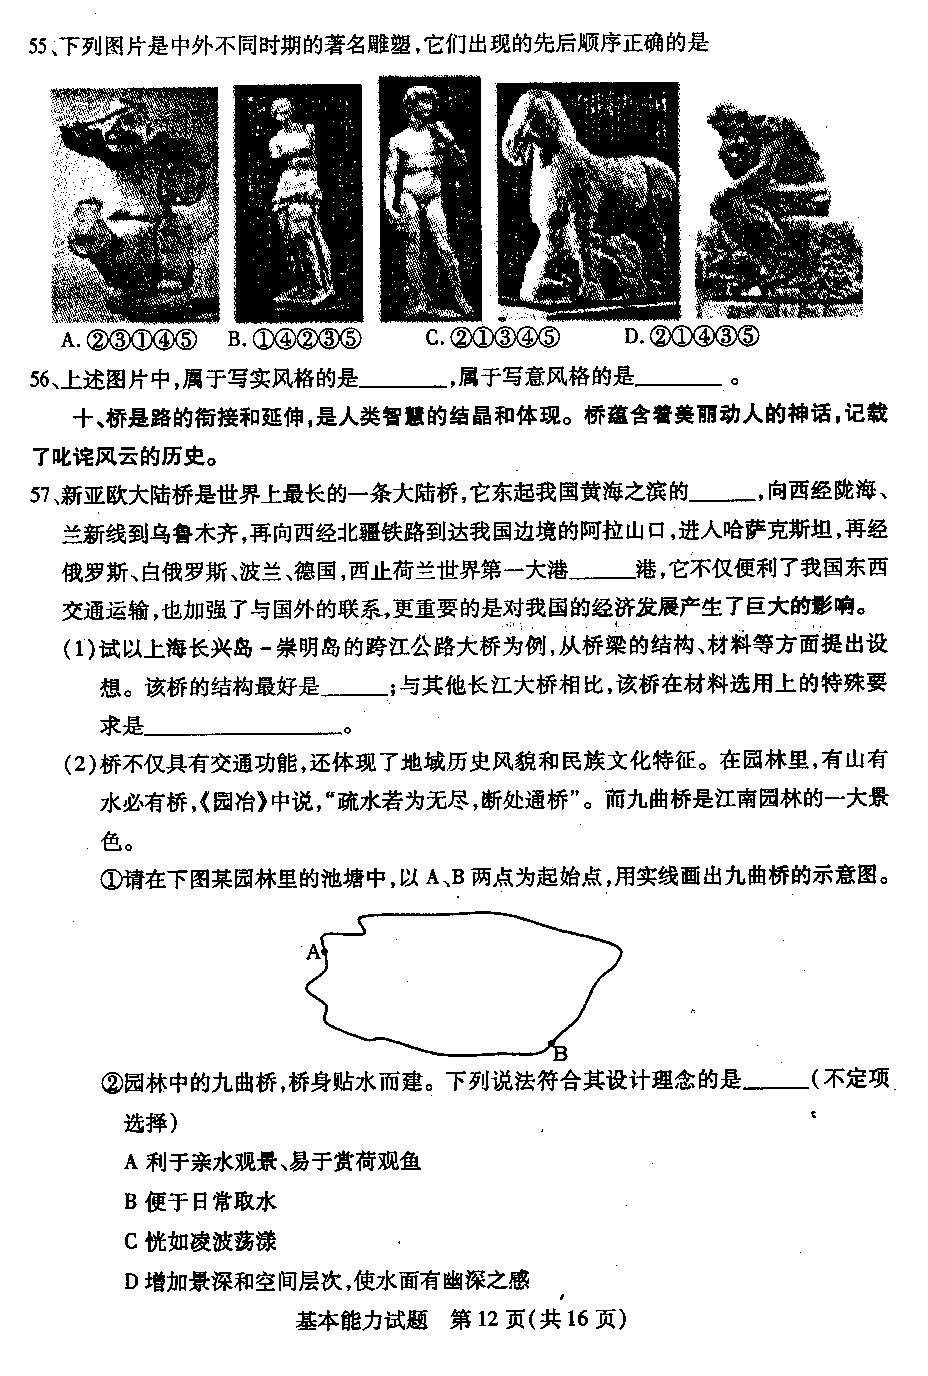 55、下列图片是中外不同时期的著名雕塑,它们出现的先后顺序正确的是
A. ②③①④⑤ B. ①④②③⑤ C. ②①③④⑤ D. ②①④③⑤
56、上述图片中,属于写实风格的是________,属于写意风格的是________。
十、桥是路的衔接和延伸,是人类智慧的结晶和体现。桥蕴含着美丽动人的神话,记载
了叱诧风云的历史。
57、新亚欧大陆桥是世界上最长的一条大陆桥,它东起我国黄海之滨的______,向西经陇海、
兰新线到乌鲁木齐,再向西经北疆铁路到达我国边境的阿拉山口,进人哈萨克斯坦,再经
俄罗斯、白俄罗斯、波兰、德国,西止荷兰世界第一大港______港,它不仅便利了我国东西
交通运输,也加强了与国外的联系,更重要的是对我国的经济发展产生了巨大的影响。
(1)试以上海长兴岛-崇明岛的跨江公路大桥为例,从桥梁的结构、材料等方面提出设
想。该桥的结构最好是______;与其他长江大桥相比,该桥在材料选用上的特殊要
求是__________________。
(2)桥不仅具有交通功能,还体现了地域历史风貌和民族文化特征。在园林里,有山有
水必有桥,《园冶》中说,“疏水若为无尽,断处通桥”。而九曲桥是江南园林的一大景
色。
①请在下图某园林里的池塘中,以 A、B 两点为起始点,用实线画出九曲桥的示意图。
A
B
②园林中的九曲桥,桥身贴水而建。下列说法符合其设计理念的是______(不定项
选择)
A 利于亲水观景、易于赏荷观鱼
B 便于日常取水
C 恍如凌波荡漾
D 增加景深和空间层次,使水面有幽深之感
基本能力试题 第 12 页(共 16 页)